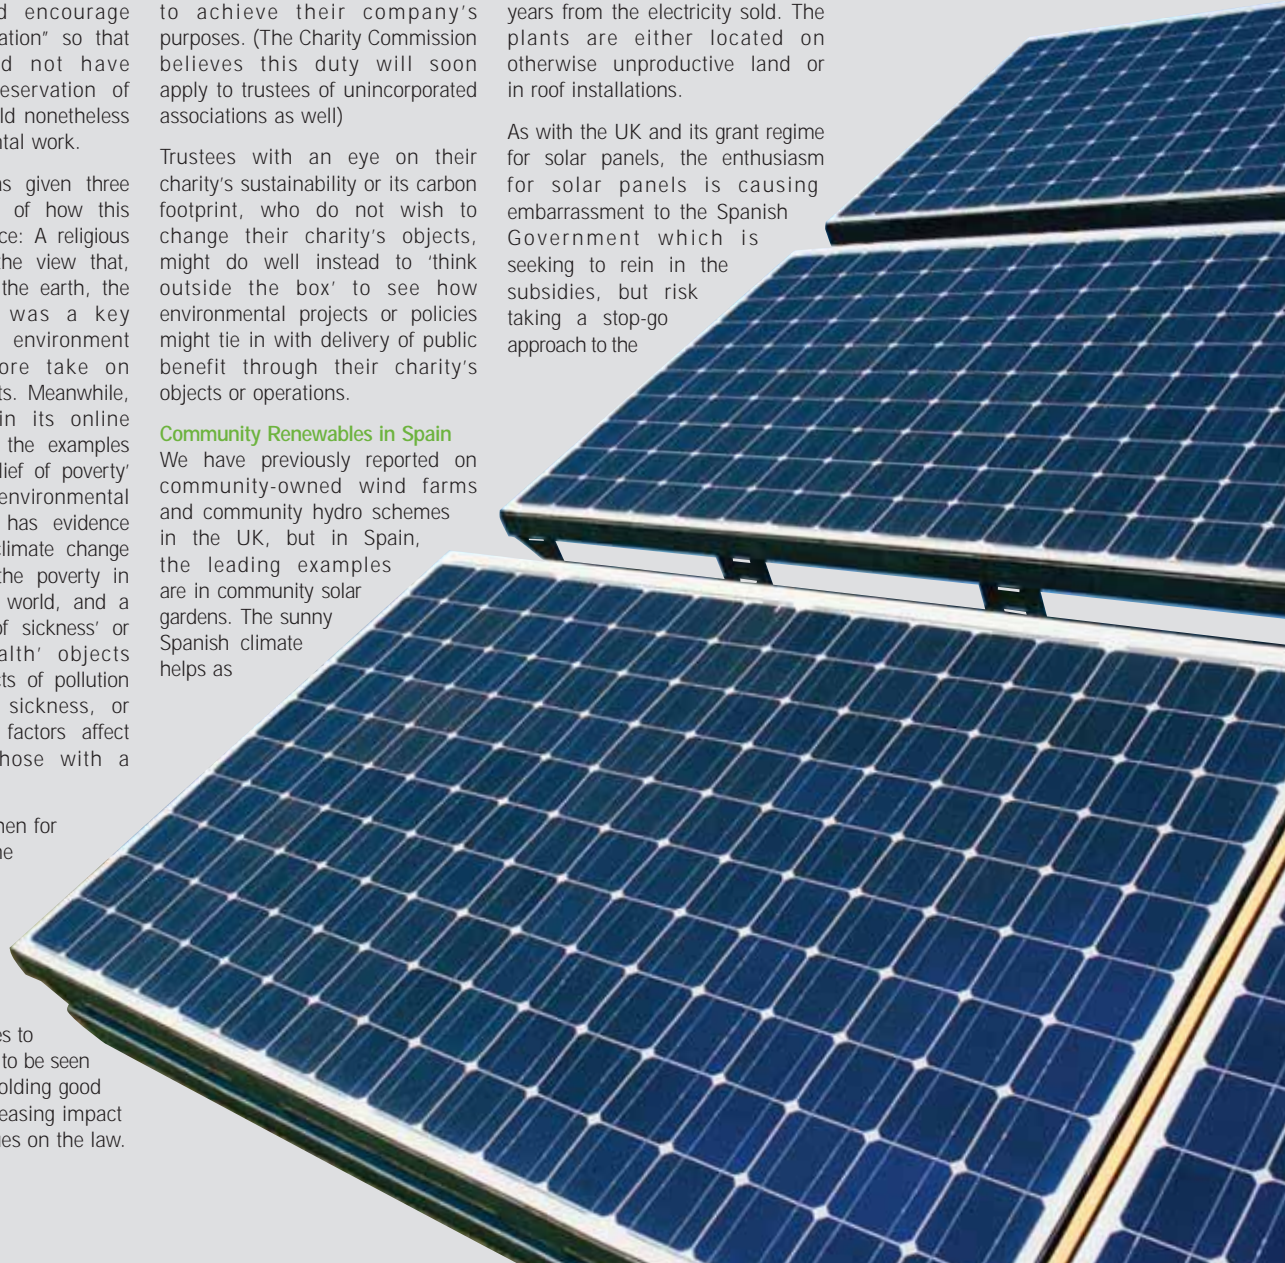 d encourage
ation" so that
d not have
eservation of
ld nonetheless
ntal work.
as given three
of how this
ce: A religious
the view that,
the earth, the
was a key
environment
ore take on
ts. Meanwhile,
in its online
the examples
lief of poverty'
environmental
has evidence
climate change
the poverty in
world, and a
of sickness' or
alth' objects
cts of pollution
sickness, or
factors affect
those with a
hen for
ne
es to
to be seen
olding good
easing impact
es on the law.
to achieve their company's
purposes. (The Charity Commission
believes this duty will soon
apply to trustees of unincorporated
associations as well)
Trustees with an eye on their
charity's sustainability or its carbon
footprint, who do not wish to
change their charity's objects,
might do well instead to 'think
outside the box' to see how
environmental projects or policies
might tie in with delivery of public
benefit through their charity's
objects or operations.
Community Renewables in Spain
We have previously reported on
community-owned wind farms
and community hydro schemes
in the UK, but in Spain,
the leading examples
are in community solar
gardens. The sunny
Spanish climate
helps as
years from the electricity sold. The
plants are either located on
otherwise unproductive land or
in roof installations.
As with the UK and its grant regime
for solar panels, the enthusiasm
for solar panels is causing
embarrassment to the Spanish
Government which is
seeking to rein in the
subsidies, but risk
taking a stop-go
approach to the